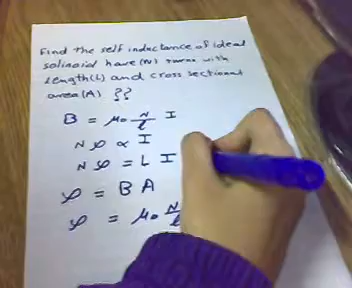 Find the self inductance of ideal
solinoid have (N) turns with
length(L) and cross sectional
area(A) ??
B = μ₀ N/ℓ I
N φ ∝ I
N φ = L I
φ = B A
φ = μ₀ N/ℓ